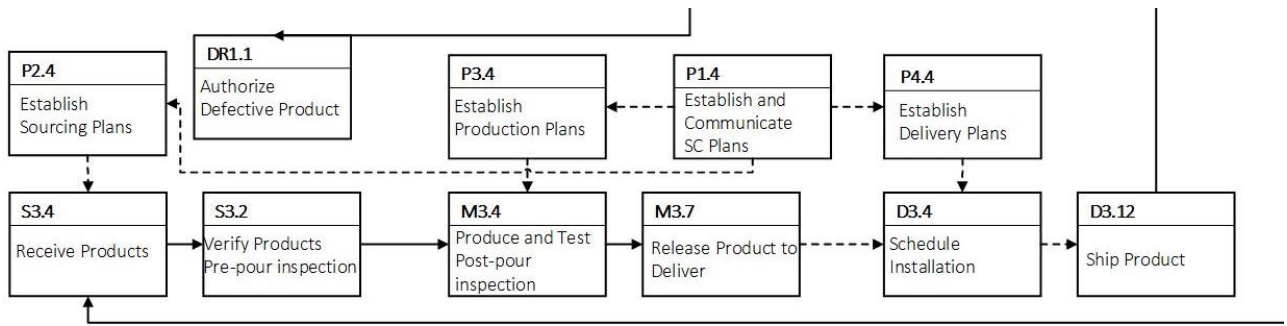 P2.4
Establish
Sourcing Plans
DR1.1
Authorize
Defective Product
P3.4
Establish
Production Plans
P1.4
Establish and
Communicate
SC Plans
P4.4
Establish
Delivery Plans
S3.4
Receive Products
S3.2
Verify Products
Pre-pour inspection
M3.4
Produce and Test
Post-pour
inspection
M3.7
Release Product to
Deliver
D3.4
Schedule
Installation
D3.12
Ship Product